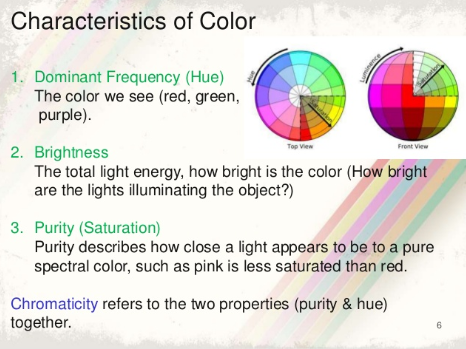 Characteristics of Color
1. Dominant Frequency (Hue)
The color we see (red, green,
purple).
Hue
Saturation
Top View
Luminence
Saturation
Front View
2. Brightness
The total light energy, how bright is the color (How bright
are the lights illuminating the object?)
3. Purity (Saturation)
Purity describes how close a light appears to be to a pure
spectral color, such as pink is less saturated than red.
Chromaticity refers to the two properties (purity & hue)
together.
6